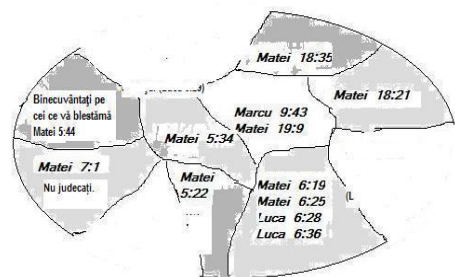 Matei 18:35
Matei 18:21
Binecuvântați pe
cei ce vă blestămă
Matei 5:44
Marcu 9:43
Matei 19:9
Matei 5:34
Matei 7:1
Nu judecați.
Matei
5:22
Matei 6:19
Matei 6:25
Luca 6:28
Luca 6:36
(L